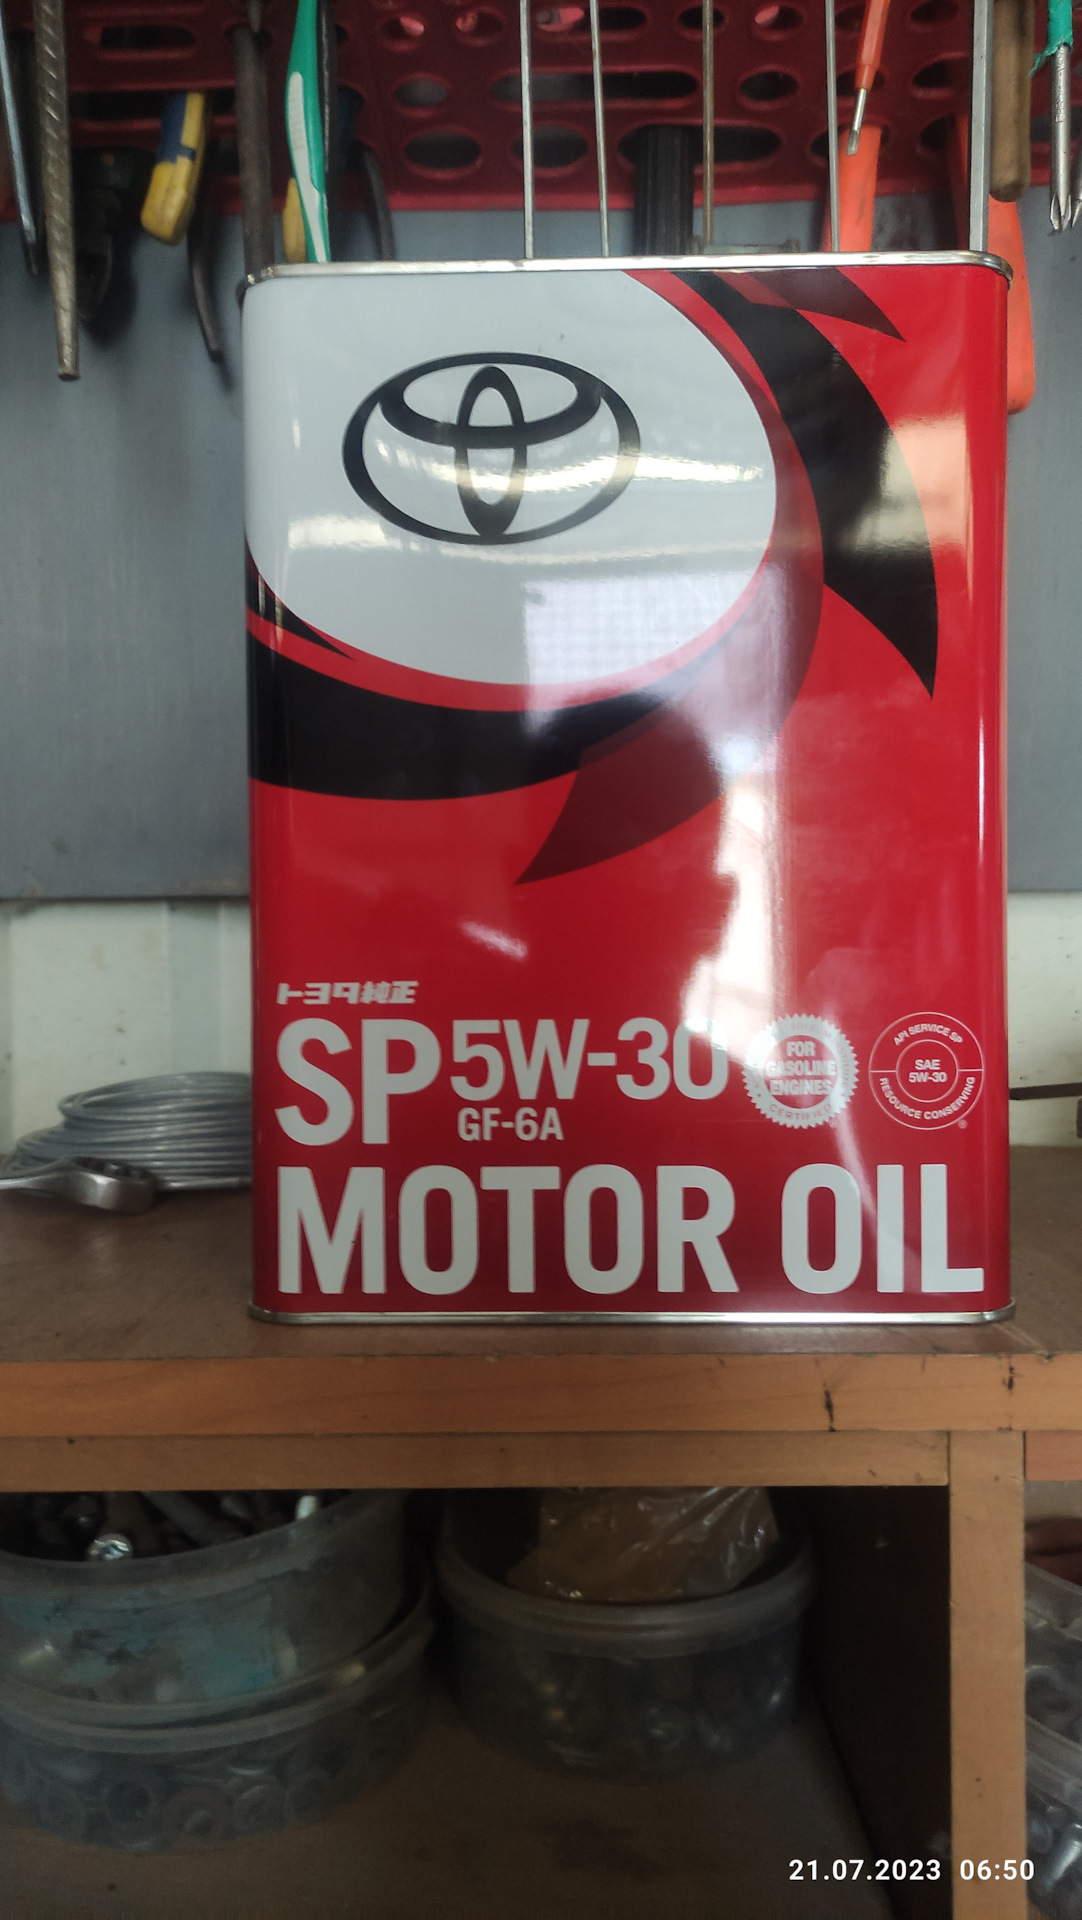 トヨタ純正
SP 5W-30
GF-6A
FOR
GASOLINE
ENGINES
CERTIFIED
API SERVICE SP
SAE
5W-30
RESOURCE CONSERVING
®
MOTOR OIL
21.07.2023 06:50